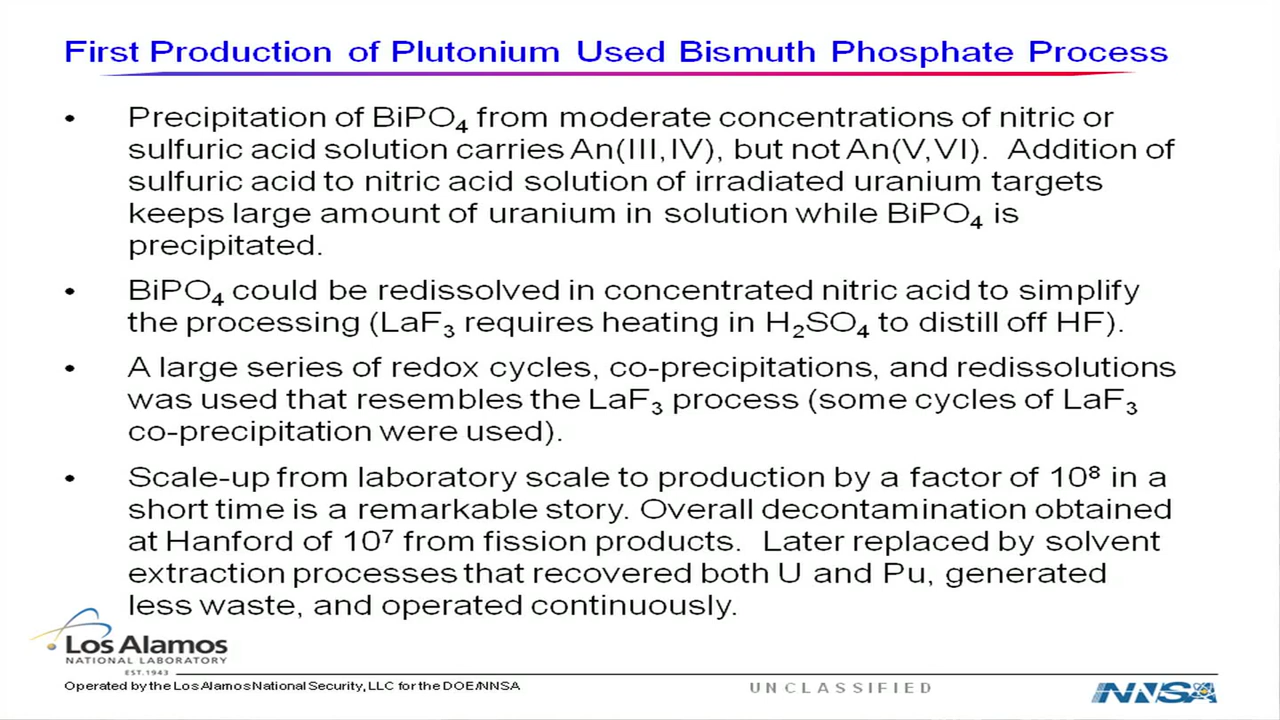 First Production of Plutonium Used Bismuth Phosphate Process
• Precipitation of BiPO₄ from moderate concentrations of nitric or
sulfuric acid solution carries An(III,IV), but not An(V,VI).  Addition of
sulfuric acid to nitric acid solution of irradiated uranium targets
keeps large amount of uranium in solution while BiPO₄ is
precipitated.
• BiPO₄ could be redissolved in concentrated nitric acid to simplify
the processing (LaF₃ requires heating in H₂SO₄ to distill off HF).
• A large series of redox cycles, co-precipitations, and redissolutions
was used that resembles the LaF₃ process (some cycles of LaF₃
co-precipitation were used).
• Scale-up from laboratory scale to production by a factor of 10⁸ in a
short time is a remarkable story. Overall decontamination obtained
at Hanford of 10⁷ from fission products.  Later replaced by solvent
extraction processes that recovered both U and Pu, generated
less waste, and operated continuously.
Los Alamos
NATIONAL LABORATORY
EST.1943
Operated by the Los Alamos National Security, LLC for the DOE/NNSA
UNCLASSIFIED
NNSA